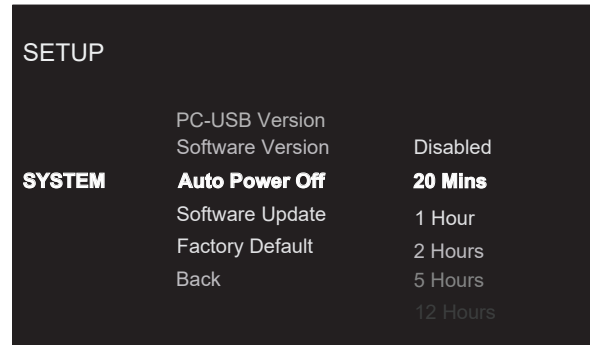 SETUP
PC-USB Version
Software Version Disabled
SYSTEM Auto Power Off 20 Mins
Software Update 1 Hour
Factory Default 2 Hours
Back 5 Hours
12 Hours